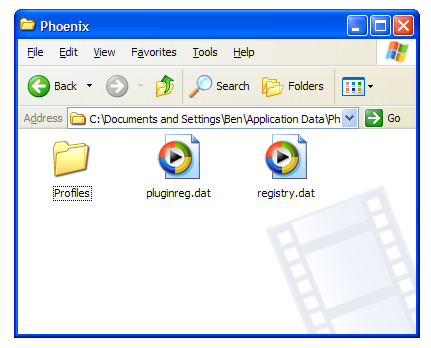 Phoenix
File Edit View Favorites Tools Help
Back Search Folders
Address C:\Documents and Settings\Ben\Application Data\Ph Go
Profiles pluginreg.dat registry.dat